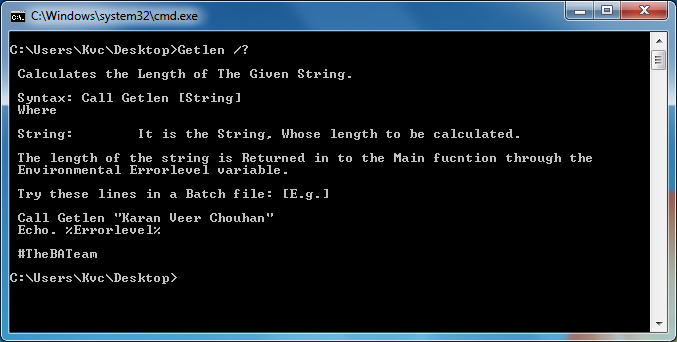 C:\Windows\system32\cmd.exe
C:\Users\Kvc\Desktop>Getlen /?
Calculates the Length of The Given String.
Syntax: Call Getlen [String]
Where
String: It is the String, Whose length to be calculated.
The length of the string is Returned in to the Main fucntion through the
Environmental Errorlevel variable.
Try these lines in a Batch file: [E.g.]
Call Getlen "Karan Veer Chouhan"
Echo. %Errorlevel%
#TheBATeam
C:\Users\Kvc\Desktop>